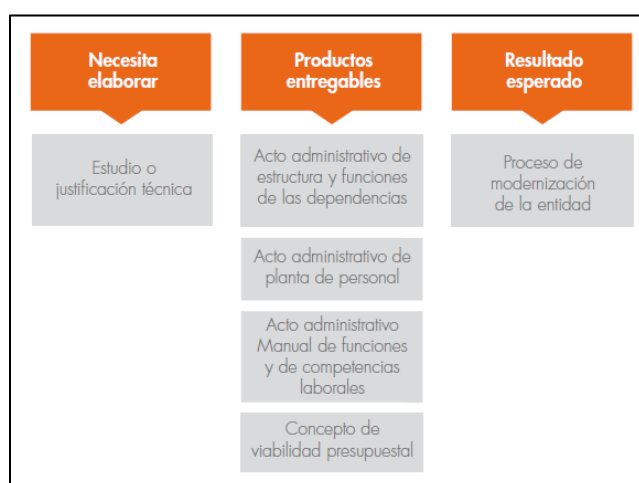 Necesita
elaborar
Productos
entregables
Resultado
esperado
Estudio o
justificación técnica
Acto administrativo de
estructura y funciones
de las dependencias
Proceso de
modernización
de la entidad
Acto administrativo de
planta de personal
Acto administrativo
Manual de funciones
y de competencias
laborales
Concepto de
viabilidad presupuestal